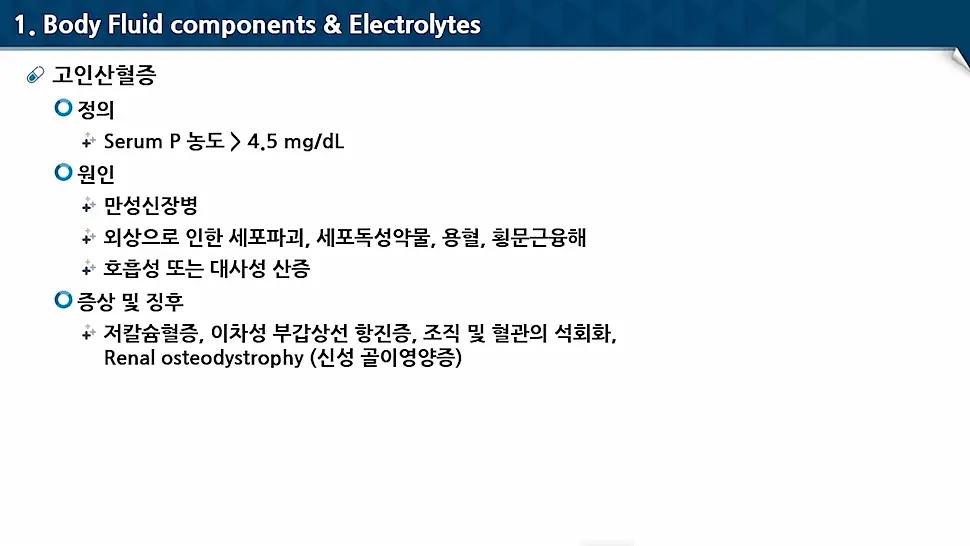 1. Body Fluid components & Electrolytes
고인산혈증
정의
Serum P 농도 > 4.5 mg/dL
원인
만성신장병
외상으로 인한 세포파괴, 세포독성약물, 용혈, 횡문근융해
호흡성 또는 대사성 산증
증상 및 징후
저칼슘혈증, 이차성 부갑상선 항진증, 조직 및 혈관의 석회화,
Renal osteodystrophy (신성 골이영양증)